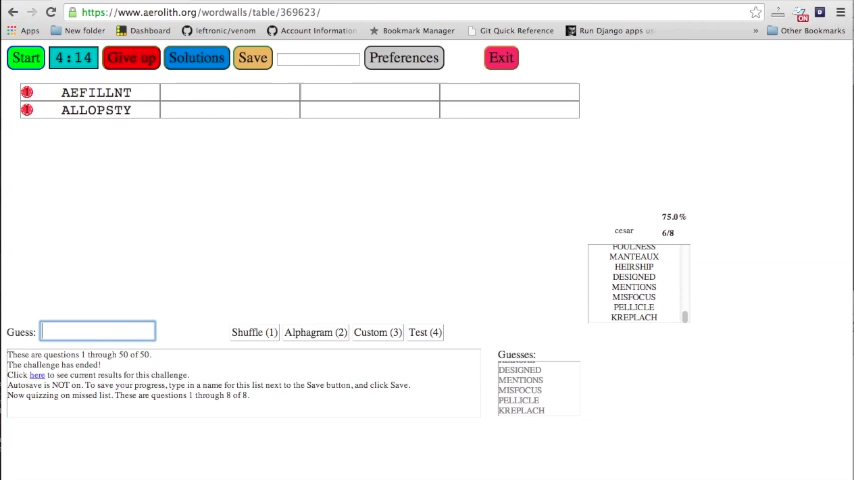 https://www.aerolith.org/wordwalls/table/369623/
Apps New folder Dashboard leftronic/venom Account Information Bookmark Manager Git Quick Reference Run Django apps us Other Bookmarks
Start 4:14 Give up Solutions Save Preferences Exit
AEFILLNT
ALLOPSTY
75.0%
cesar 6/8
FOULNESS
MANTEAUX
HEIRSHIP
DESIGNED
MENTIONS
MISFOCUS
PELLICLE
KREPLACH
Guess: Shuffle (1) Alphagram (2) Custom (3) Test (4)
These are questions 1 through 50 of 50.
The challenge has ended!
Click here to see current results for this challenge.
Autosave is NOT on. To save your progress, type in a name for this list next to the Save button, and click Save.
Now quizzing on missed list. These are questions 1 through 8 of 8.
Guesses:
DESIGNED
MENTIONS
MISFOCUS
PELLICLE
KREPLACH